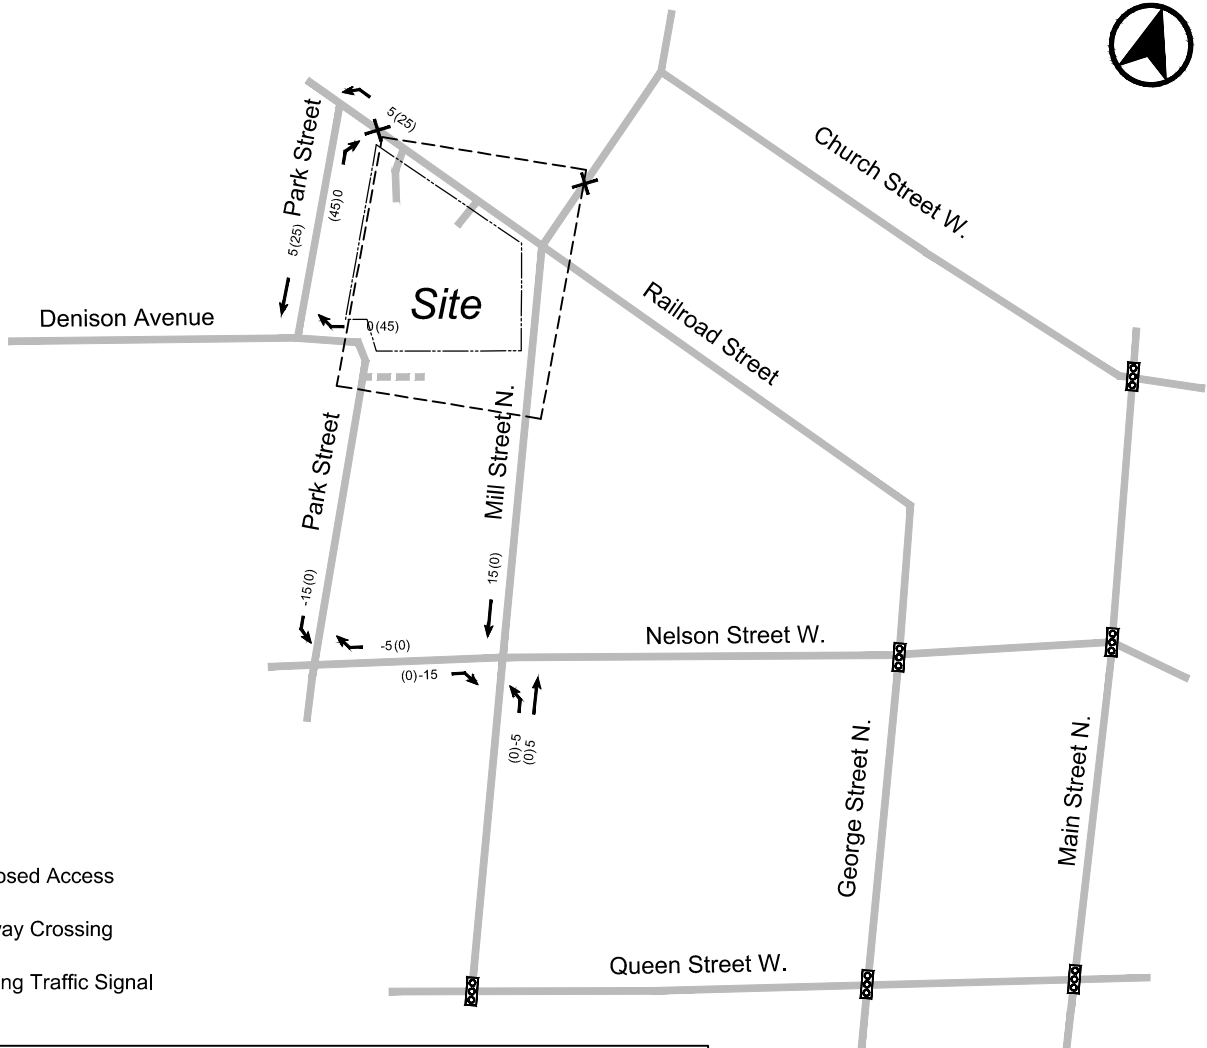 5(25)
Park Street
(45)0
5(25)
Church Street W.
Site
Railroad Street
Denison Avenue
0(45)
Mill Street N.
Park Street
15(0)
-15(0)
-5(0)
Nelson Street W.
(0)-15
(0)-5
(0)5
George Street N.
Main Street N.
osed Access
ay Crossing
ng Traffic Signal
Queen Street W.